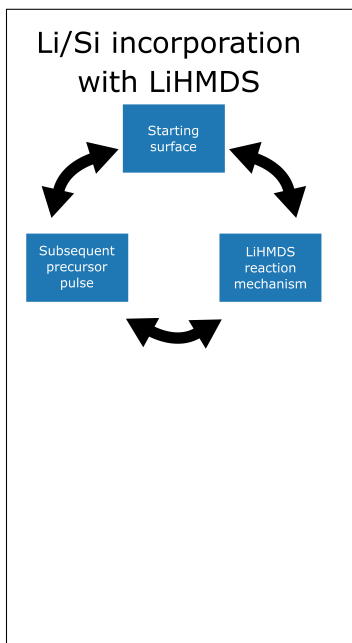 Li/Si incorporation
with LiHMDS
Starting
surface
Subsequent
precursor
pulse
LiHMDS
reaction
mechanism